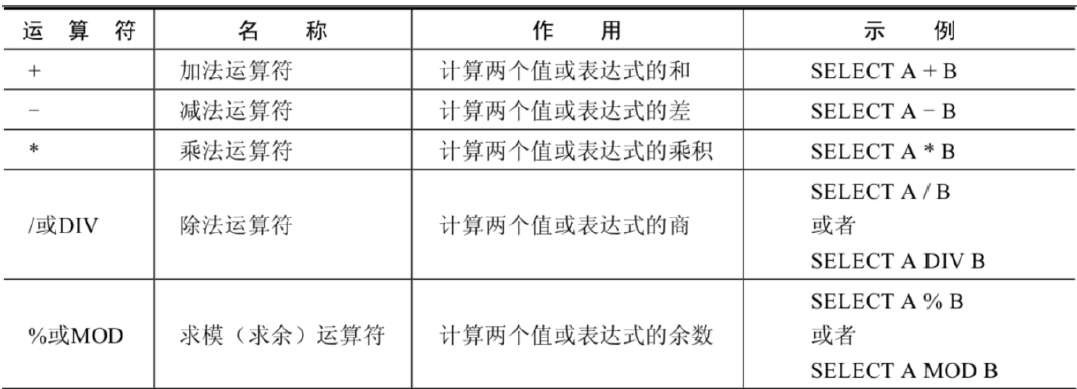 运 算 符 名 称 作 用 示 例
+ 加法运算符 计算两个值或表达式的和 SELECT A + B
- 减法运算符 计算两个值或表达式的差 SELECT A - B
* 乘法运算符 计算两个值或表达式的乘积 SELECT A * B
/或DIV 除法运算符 计算两个值或表达式的商 SELECT A / B
或者
SELECT A DIV B
%或MOD 求模（求余）运算符 计算两个值或表达式的余数 SELECT A % B
或者
SELECT A MOD B